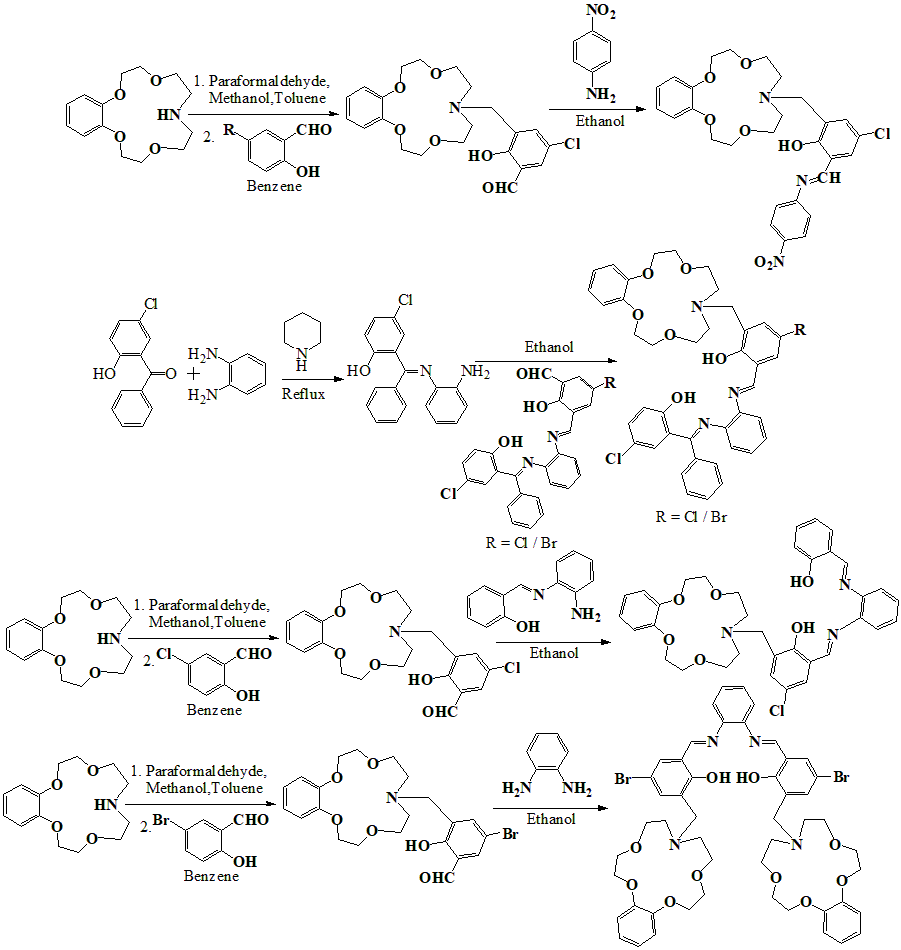 NO2
NH2
Ethanol
O
O
HN
O
O
1. Paraformaldehyde,
Methanol,Toluene
2.
R
CHO
OH
Benzene
O
O
N
O
O
HO
Cl
CHO
O
O
N
O
O
HO
Cl
N
CH
O2N
Cl
HO
O
+
H2N
H2N
N
H
Reflux
Cl
HO
N
NH2
Ethanol
OHC
R
HO
N
OH
N
Cl
R = Cl / Br
O
O
N
O
O
R
HO
N
OH
N
Cl
R = Cl / Br
O
O
HN
O
O
1. Paraformaldehyde,
Methanol,Toluene
2.
Cl
CHO
OH
Benzene
O
O
N
O
O
HO
Cl
OHC
N
NH2
OH
Ethanol
O
O
N
O
O
HO
N
OH
N
Cl
O
O
HN
O
O
1. Paraformaldehyde,
Methanol,Toluene
2.
Br
CHO
OH
Benzene
O
O
N
O
O
HO
Br
OHC
H2N
NH2
Ethanol
N
N
Br
OH
HO
Br
N
O
O
O
O
N
O
O
O
O